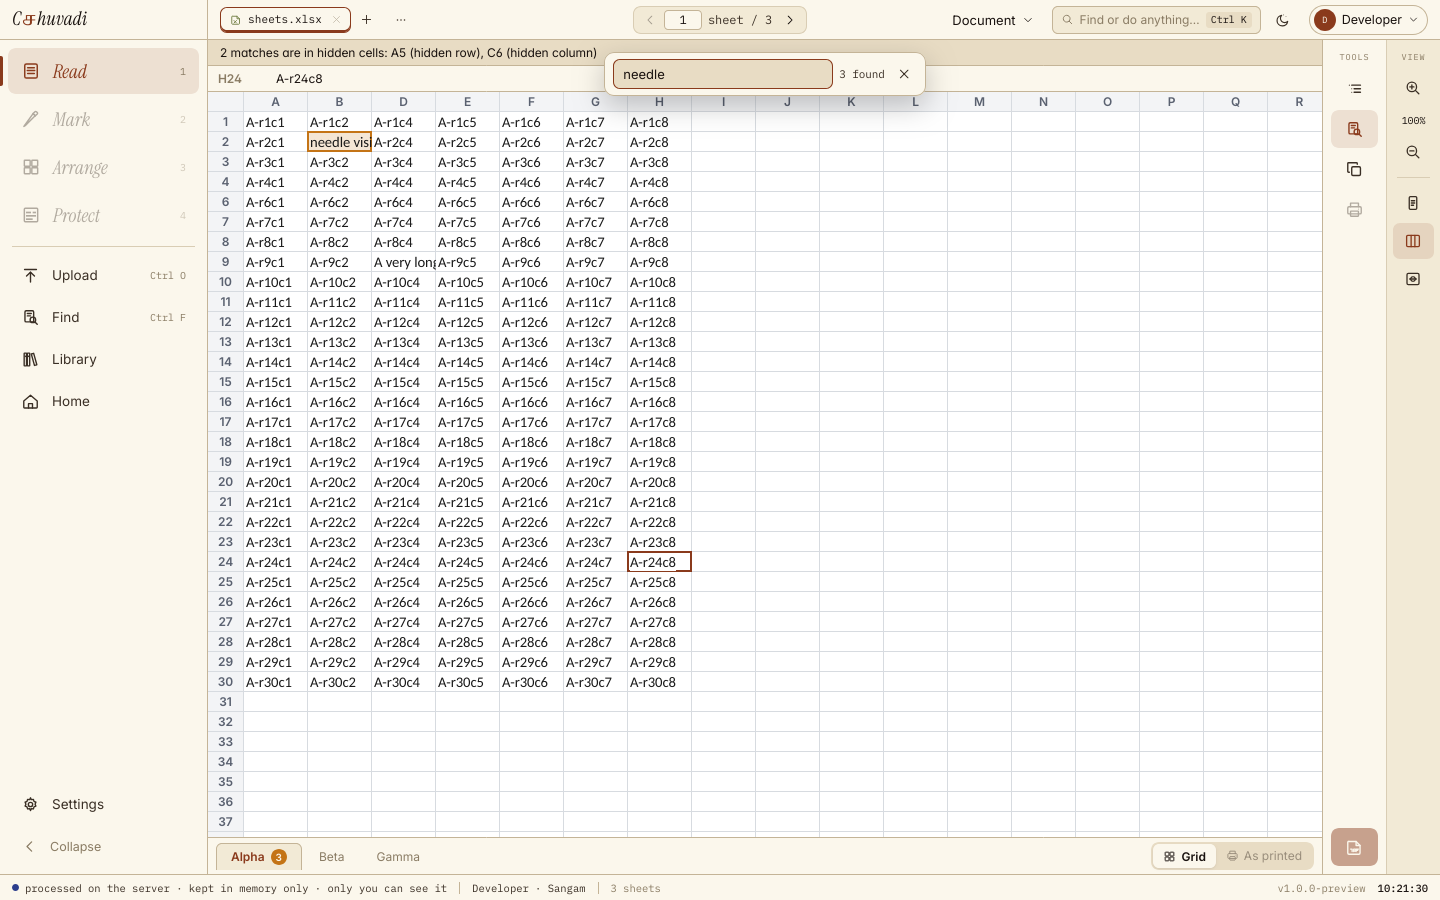 Chuvadi
sheets.xlsx
1 sheet / 3
Document
Find or do anything... Ctrl K
D Developer
Read 1
Mark 2
Arrange 3
Protect 4
Upload Ctrl O
Find Ctrl F
Library
Home
Settings
Collapse
2 matches are in hidden cells: A5 (hidden row), C6 (hidden column)
needle 3 found
H24 A-r24c8
A B D E F G H I J K L M N O P Q R
1 A-r1c1 A-r1c2 A-r1c4 A-r1c5 A-r1c6 A-r1c7 A-r1c8
2 A-r2c1 needle visi A-r2c4 A-r2c5 A-r2c6 A-r2c7 A-r2c8
3 A-r3c1 A-r3c2 A-r3c4 A-r3c5 A-r3c6 A-r3c7 A-r3c8
4 A-r4c1 A-r4c2 A-r4c4 A-r4c5 A-r4c6 A-r4c7 A-r4c8
6 A-r6c1 A-r6c2 A-r6c4 A-r6c5 A-r6c6 A-r6c7 A-r6c8
7 A-r7c1 A-r7c2 A-r7c4 A-r7c5 A-r7c6 A-r7c7 A-r7c8
8 A-r8c1 A-r8c2 A-r8c4 A-r8c5 A-r8c6 A-r8c7 A-r8c8
9 A-r9c1 A-r9c2 A very long A-r9c5 A-r9c6 A-r9c7 A-r9c8
10 A-r10c1 A-r10c2 A-r10c4 A-r10c5 A-r10c6 A-r10c7 A-r10c8
11 A-r11c1 A-r11c2 A-r11c4 A-r11c5 A-r11c6 A-r11c7 A-r11c8
12 A-r12c1 A-r12c2 A-r12c4 A-r12c5 A-r12c6 A-r12c7 A-r12c8
13 A-r13c1 A-r13c2 A-r13c4 A-r13c5 A-r13c6 A-r13c7 A-r13c8
14 A-r14c1 A-r14c2 A-r14c4 A-r14c5 A-r14c6 A-r14c7 A-r14c8
15 A-r15c1 A-r15c2 A-r15c4 A-r15c5 A-r15c6 A-r15c7 A-r15c8
16 A-r16c1 A-r16c2 A-r16c4 A-r16c5 A-r16c6 A-r16c7 A-r16c8
17 A-r17c1 A-r17c2 A-r17c4 A-r17c5 A-r17c6 A-r17c7 A-r17c8
18 A-r18c1 A-r18c2 A-r18c4 A-r18c5 A-r18c6 A-r18c7 A-r18c8
19 A-r19c1 A-r19c2 A-r19c4 A-r19c5 A-r19c6 A-r19c7 A-r19c8
20 A-r20c1 A-r20c2 A-r20c4 A-r20c5 A-r20c6 A-r20c7 A-r20c8
21 A-r21c1 A-r21c2 A-r21c4 A-r21c5 A-r21c6 A-r21c7 A-r21c8
22 A-r22c1 A-r22c2 A-r22c4 A-r22c5 A-r22c6 A-r22c7 A-r22c8
23 A-r23c1 A-r23c2 A-r23c4 A-r23c5 A-r23c6 A-r23c7 A-r23c8
24 A-r24c1 A-r24c2 A-r24c4 A-r24c5 A-r24c6 A-r24c7 A-r24c8
25 A-r25c1 A-r25c2 A-r25c4 A-r25c5 A-r25c6 A-r25c7 A-r25c8
26 A-r26c1 A-r26c2 A-r26c4 A-r26c5 A-r26c6 A-r26c7 A-r26c8
27 A-r27c1 A-r27c2 A-r27c4 A-r27c5 A-r27c6 A-r27c7 A-r27c8
28 A-r28c1 A-r28c2 A-r28c4 A-r28c5 A-r28c6 A-r28c7 A-r28c8
29 A-r29c1 A-r29c2 A-r29c4 A-r29c5 A-r29c6 A-r29c7 A-r29c8
30 A-r30c1 A-r30c2 A-r30c4 A-r30c5 A-r30c6 A-r30c7 A-r30c8
31
32
33
34
35
36
37
Alpha 3 Beta Gamma
Grid As printed
TOOLS
VIEW
100%
processed on the server · kept in memory only · only you can see it | Developer · Sangam | 3 sheets
v1.0.0-preview 10:21:30